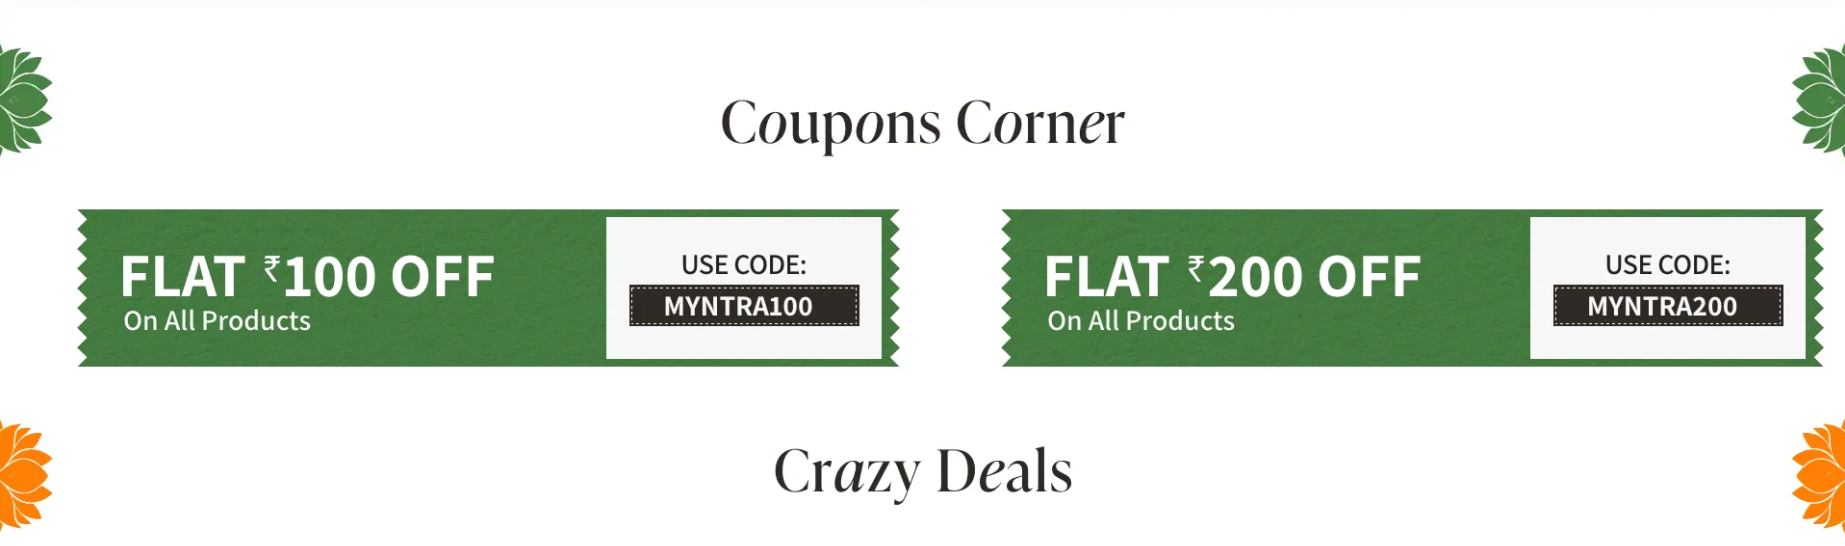 Coupons Corner
FLAT ₹100 OFF
On All Products
USE CODE:
MYNTRA100
FLAT ₹200 OFF
On All Products
USE CODE:
MYNTRA200
Crazy Deals